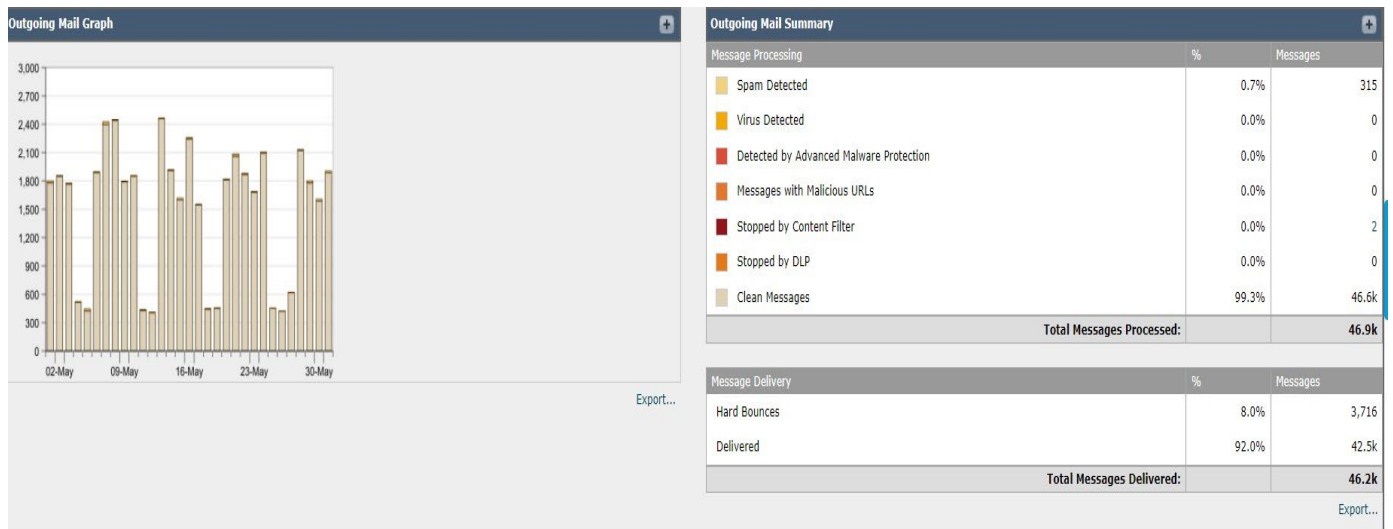 Outgoing Mail Graph
3,000
2,700
2,400
2,100
1,800
1,500
1,200
900
600
300
0
02-May 09-May 16-May 23-May 30-May
Export...
Outgoing Mail Summary
Message Processing % Messages
Spam Detected 0.7% 315
Virus Detected 0.0% 0
Detected by Advanced Malware Protection 0.0% 0
Messages with Malicious URLs 0.0% 0
Stopped by Content Filter 0.0% 2
Stopped by DLP 0.0% 0
Clean Messages 99.3% 46.6k
Total Messages Processed: 46.9k
Message Delivery % Messages
Hard Bounces 8.0% 3,716
Delivered 92.0% 42.5k
Total Messages Delivered: 46.2k
Export...